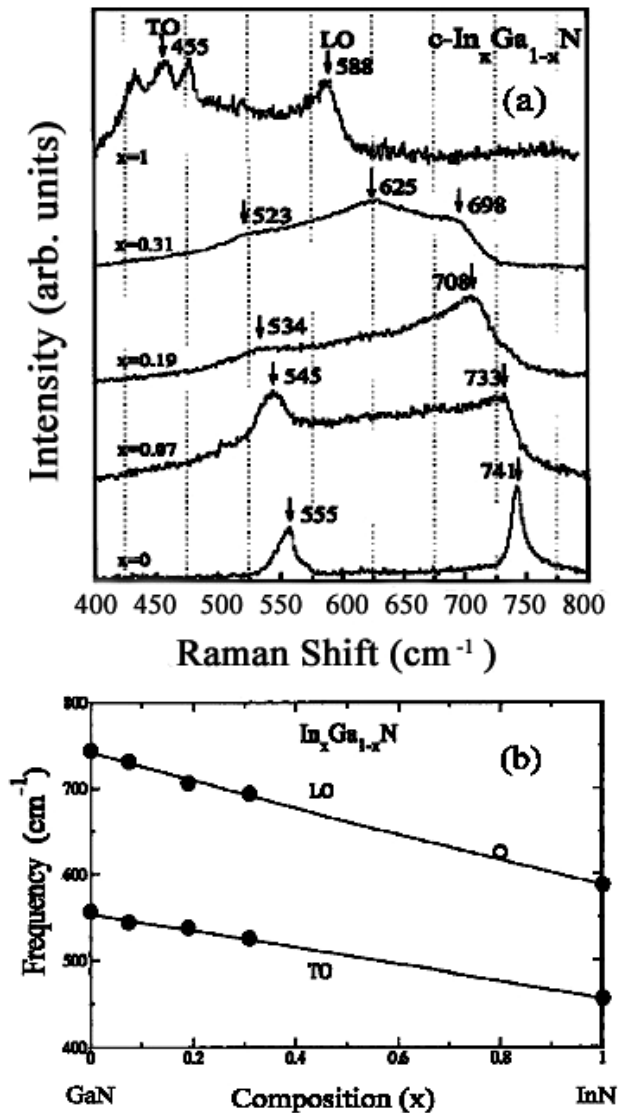 TO
455
LO
588
c-InxGa1-xN
(a)
x=1
625
523
698
x=0.31
708
534
x=0.19
545
733
x=0.07
741
555
x=0
Intensity (arb. units)
400 450 500 550 600 650 700 750 800
Raman Shift (cm-1)
800
InxGa1-xN
(b)
LO
700
600
500
TO
400
Frequency (cm-1)
0 0.2 0.4 0.6 0.8 1
GaN Composition (x) InN